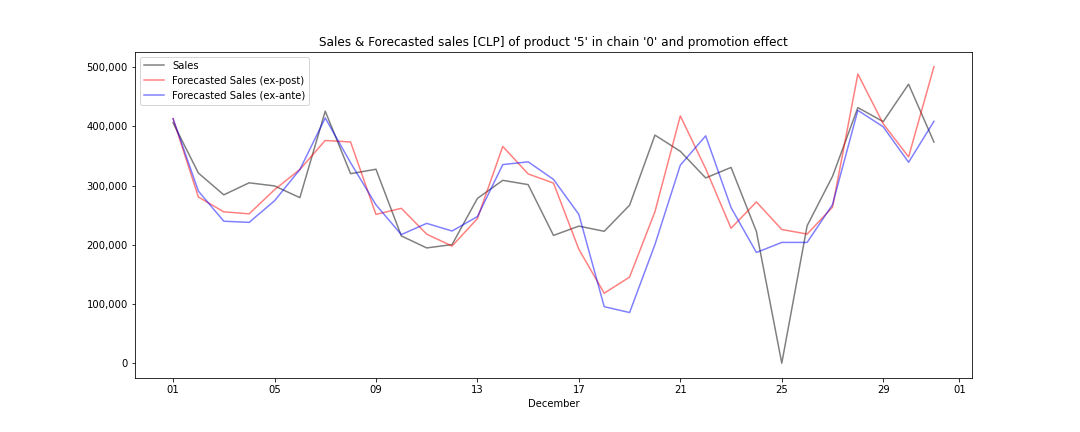 Sales & Forecasted sales [CLP] of product '5' in chain '0' and promotion effect
Sales
Forecasted Sales (ex-post)
Forecasted Sales (ex-ante)
500,000
400,000
300,000
200,000
100,000
0
01 05 09 13 17 21 25 29 01
December